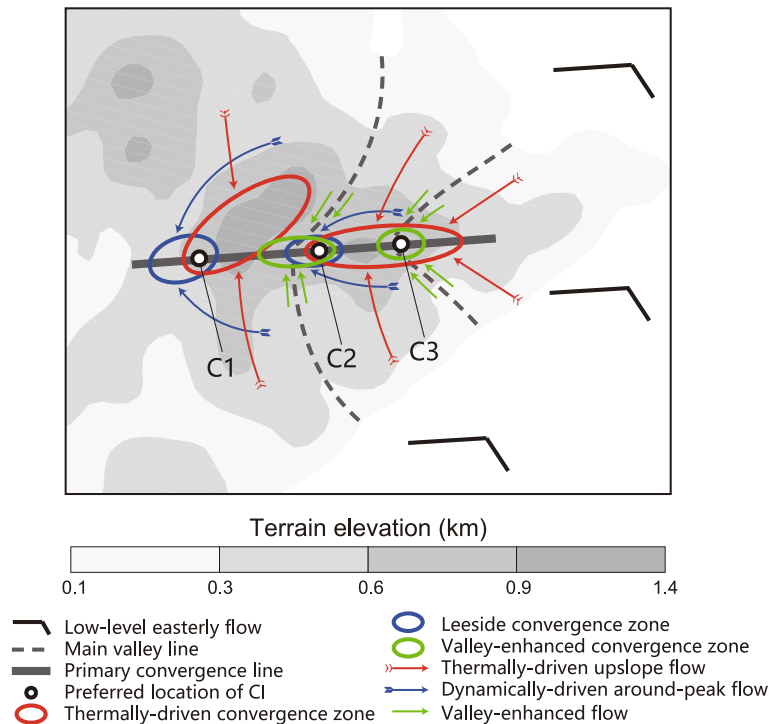 C1
C2
C3
Terrain elevation (km)
0.1 0.3 0.6 0.9 1.4
Low-level easterly flow
Main valley line
Primary convergence line
Preferred location of CI
Thermally-driven convergence zone
Leeside convergence zone
Valley-enhanced convergence zone
Thermally-driven upslope flow
Dynamically-driven around-peak flow
Valley-enhanced flow